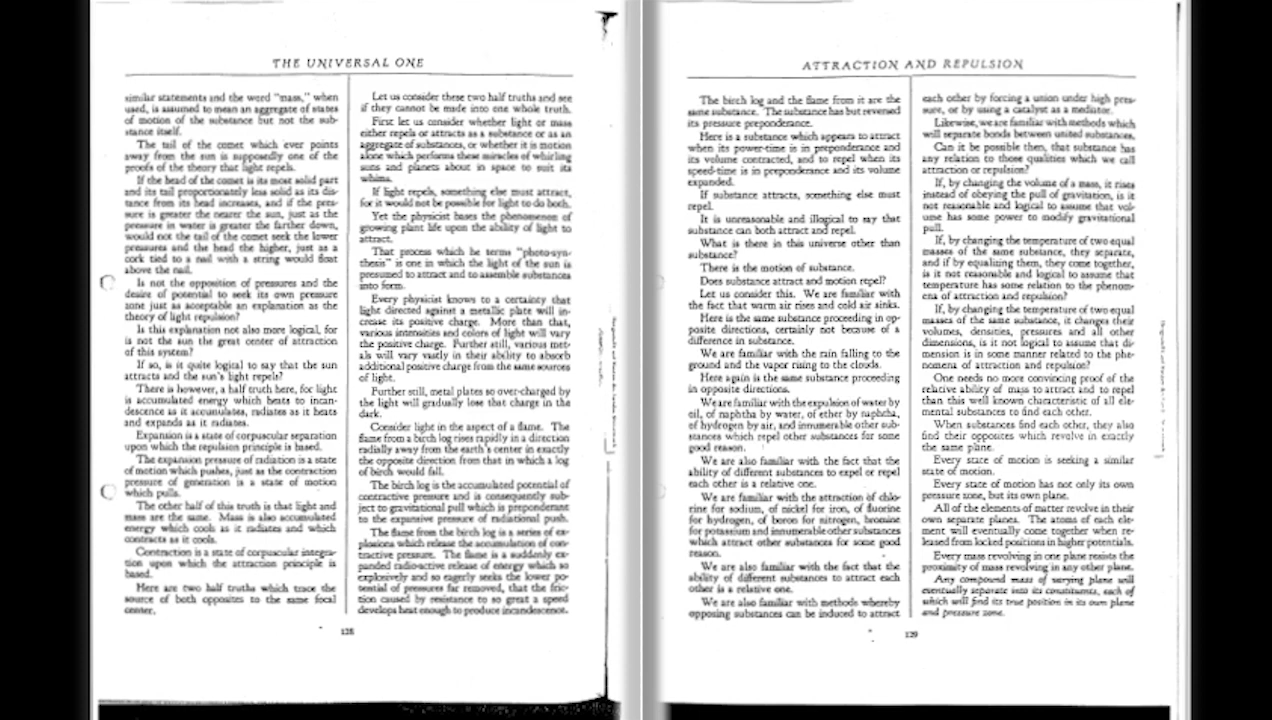 THE UNIVERSAL ONE
similar statements and the word "mass," when
used, is assumed to mean an aggregate of states
of motion of the substance but not the sub-
stance itself.
The tail of the comet which ever points
away from the sun is supposedly one of the
proofs of the theory that light repels.
If the head of the comet is its most solid part
and its tail proportionately less solid as its dis-
tance from its head increases, and if the pres-
sure is greater the nearer the sun, just as the
pressure in water is greater the farther down,
would not the tail of the comet seek the lower
pressures and the head the higher, just as a
cork tied to a nail with a string would float
above the nail.
Is not the opposition of pressures and the
desire of potential to seek its own pressure
zone just as acceptable an explanation as the
theory of light repulsion?
Is this explanation not also more logical, for
is not the sun the great center of attraction
of this system?
If so, is it quite logical to say that the sun
attracts and the sun's light repels?
There is however, a half truth here, for light
is accumulated energy which heats to incan-
descence as it accumulates, radiates as it heats
and expands as it radiates.
Expansion is a state of corpuscular separation
upon which the repulsion principle is based.
The expansion pressure of radiation is a state
of motion which pushes, just as the contraction
pressure of generation is a state of motion
which pulls.
The other half of this truth is that light and
mass are the same. Mass is also accumulated
energy which cools as it radiates and which
contracts as it cools.
Contraction is a state of corpuscular integra-
tion upon which the attraction principle is
based.
Here are two half truths which trace the
source of both opposites to the same focal
center.
Let us consider these two half truths and see
if they cannot be made into one whole truth.
First let us consider whether light or mass
either repels or attracts as a substance or as an
aggregate of substances, or whether it is motion
alone which performs these miracles of whirling
suns and planets about in space to suit its
whims.
If light repels, something else must attract,
for it would not be possible for light to do both.
Yet the physicist bases the phenomenon of
growing plant life upon the ability of light to
attract.
That process which he terms "photo-syn-
thesis" is one in which the light of the sun is
presumed to attract and to assemble substances
into form.
Every physicist knows to a certainty that
light directed against a metallic plate will in-
crease its positive charge. More than that,
various intensities and colors of light will vary
the positive charge. Further still, various met-
als will vary vastly in their ability to absorb
additional positive charge from the same sources
of light.
Further still, metal plates so over-charged by
the light will gradually lose that charge in the
dark.
Consider light in the aspect of a flame. The
flame from a birch log rises rapidly in a direction
radially away from the earth's center in exactly
the opposite direction from that in which a log
of birch would fall.
The birch log is the accumulated potential of
contractive pressure and is consequently sub-
ject to gravitational pull which is preponderant
to the expansive pressure of radiational push.
The flame from the birch log is a series of ex-
plosions which release the accumulation of con-
tractive pressure. The flame is a suddenly ex-
panded radio-active release of energy which so
explosively and so eagerly seeks the lower po-
tential of pressures far removed, that the fric-
tion caused by resistance to so great a speed
develops heat enough to produce incandescence.
128
ATTRACTION AND REPULSION
The birch log and the flame from it are the
same substance. The substance has but reversed
its pressure preponderance.
Here is a substance which appears to attract
when its power-time is in preponderance and
its volume contracted, and to repel when its
speed-time is in preponderance and its volume
expanded.
If substance attracts, something else must
repel.
It is unreasonable and illogical to say that
substance can both attract and repel.
What is there in this universe other than
substance?
There is the motion of substance.
Does substance attract and motion repel?
Let us consider this. We are familiar with
the fact that warm air rises and cold air sinks.
Here is the same substance proceeding in op-
posite directions, certainly not because of a
difference in substance.
We are familiar with the rain falling to the
ground and the vapor rising to the clouds.
Here again is the same substance proceeding
in opposite directions.
We are familiar with the expulsion of water by
oil, of naphtha by water, of ether by naphtha,
of hydrogen by air, and innumerable other sub-
stances which repel other substances for some
good reason.
We are also familiar with the fact that the
ability of different substances to expel or repel
each other is a relative one.
We are familiar with the attraction of chlo-
rine for sodium, of nickel for iron, of fluorine
for hydrogen, of boron for nitrogen, bromine
for potassium and innumerable other substances
which attract other substances for some good
reason.
We are also familiar with the fact that the
ability of different substances to attract each
other is a relative one.
We are also familiar with methods whereby
opposing substances can be induced to attract
each other by forcing a union under high pres-
sure, or by using a catalyst as a mediator.
Likewise, we are familiar with methods which
will separate bonds between united substances.
Can it be possible then, that substance has
any relation to those qualities which we call
attraction or repulsion?
If, by changing the volume of a mass, it rises
instead of obeying the pull of gravitation, is it
not reasonable and logical to assume that vol-
ume has some power to modify gravitational
pull.
If, by changing the temperature of two equal
masses of the same substance, they separate,
and if by equalizing them, they come together,
is it not reasonable and logical to assume that
temperature has some relation to the phenom-
ena of attraction and repulsion?
If, by changing the temperature of two equal
masses of the same substance, it changes their
volumes, densities, pressures and all other
dimensions, is it not logical to assume that di-
mension is in some manner related to the phe-
nomena of attraction and repulsion?
One needs no more convincing proof of the
relative ability of mass to attract and to repel
than this well known characteristic of all ele-
mental substances to find each other.
When substances find each other, they also
find their opposites which revolve in exactly
the same plane.
Every state of motion is seeking a similar
state of motion.
Every state of motion has not only its own
pressure zone, but its own plane.
All of the elements of matter revolve in their
own separate planes. The atoms of each ele-
ment will eventually come together when re-
leased from locked positions in higher potentials.
Every mass revolving in one plane resists the
proximity of mass revolving in any other plane.
Any compound mass of varying plane will
eventually separate into its constituents, each of
which will find its true position in its own plane
and pressure zone.
129